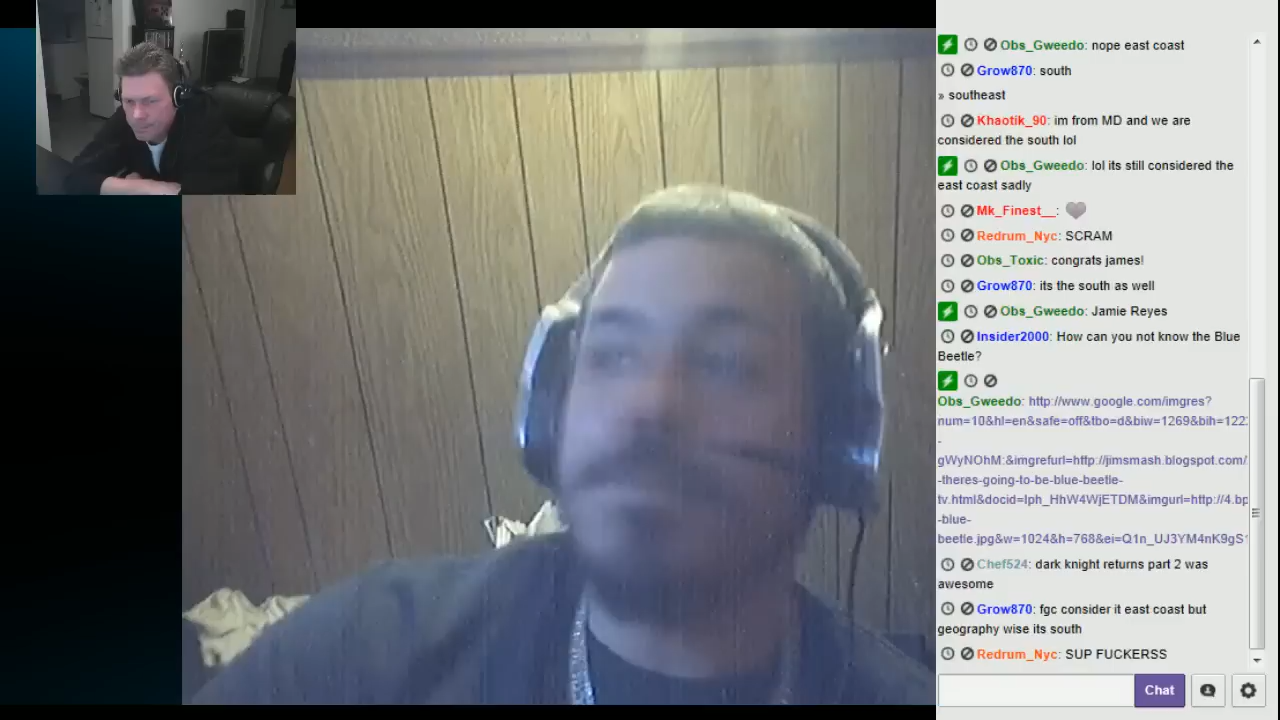 Obs_Gweedo: nope east coast
Grow870: south
» southeast
Khaotik_90: im from MD and we are
considered the south lol
Obs_Gweedo: lol its still considered the
east coast sadly
Mk_Finest__:
Redrum_Nyc: SCRAM
Obs_Toxic: congrats james!
Grow870: its the south as well
Obs_Gweedo: Jamie Reyes
Insider2000: How can you not know the Blue
Beetle?
Obs_Gweedo: http://www.google.com/imgres?
num=10&hl=en&safe=off&tbo=d&biw=1269&bih=122
-
gWyNOhM:&imgrefurl=http://jimsmash.blogspot.com/
-theres-going-to-be-blue-beetle-
tv.html&docid=lph_HhW4WjETDM&imgurl=http://4.bp
-blue-
beetle.jpg&w=1024&h=768&ei=Q1n_UJ3YM4nK9gS
Chef524: dark knight returns part 2 was
awesome
Grow870: fgc consider it east coast but
geography wise its south
Redrum_Nyc: SUP FUCKERSS
Chat